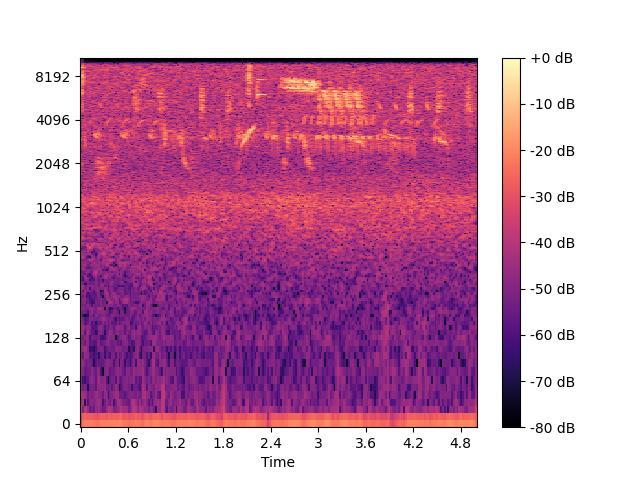 8192
4096
2048
1024
512
256
128
64
0
Hz
0 0.6 1.2 1.8 2.4 3 3.6 4.2 4.8
Time
+0 dB
-10 dB
-20 dB
-30 dB
-40 dB
-50 dB
-60 dB
-70 dB
-80 dB